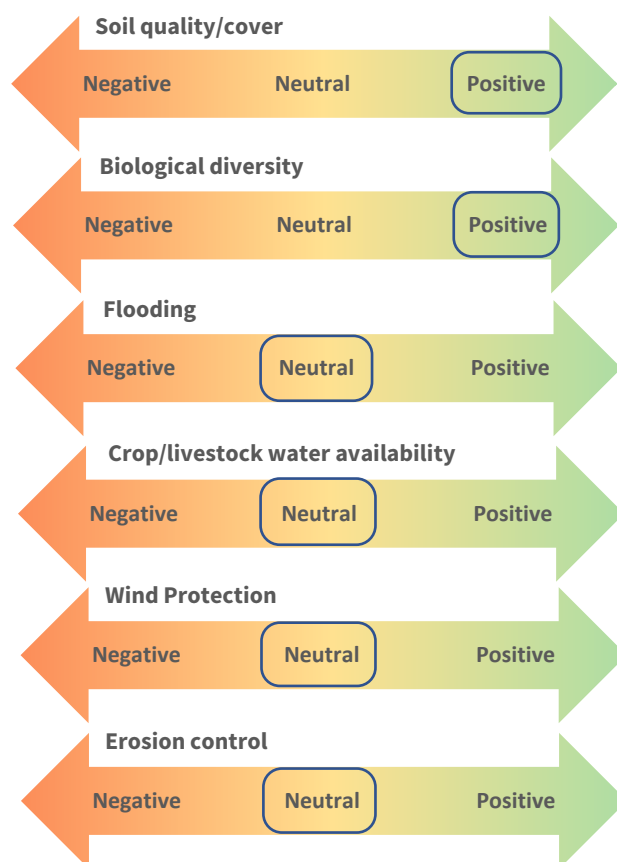 Soil quality/cover
Negative Neutral Positive
Biological diversity
Negative Neutral Positive
Flooding
Negative Neutral Positive
Crop/livestock water availability
Negative Neutral Positive
Wind Protection
Negative Neutral Positive
Erosion control
Negative Neutral Positive